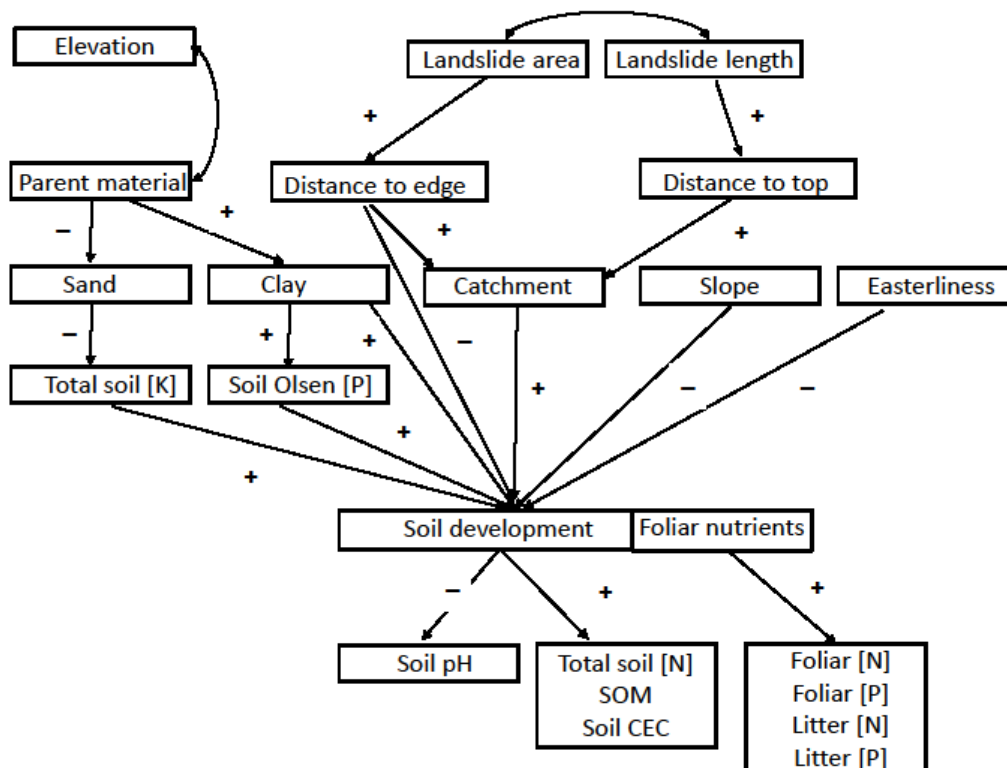 Elevation
Landslide area
Landslide length
+
+
Parent material
Distance to edge
Distance to top
–
+
+
+
Sand
Clay
Catchment
Slope
Easterliness
–
+
+
–
Total soil [K]
Soil Olsen [P]
+
–
–
+
+
Soil development
Foliar nutrients
–
+
+
Soil pH
Total soil [N]
SOM
Soil CEC
Foliar [N]
Foliar [P]
Litter [N]
Litter [P]